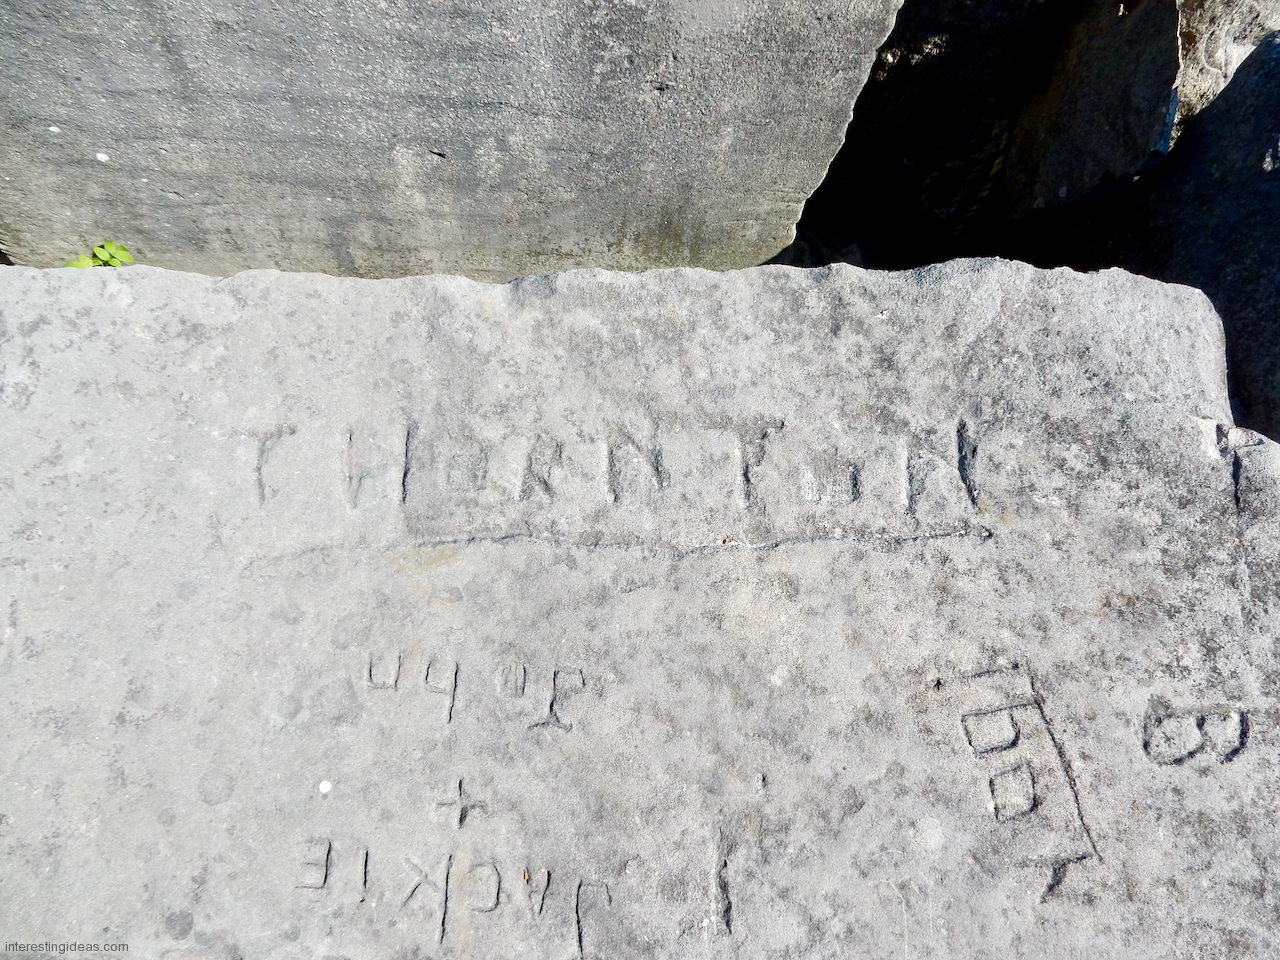 THORNTON
JACKIE
+
John
B
interestingideas.com